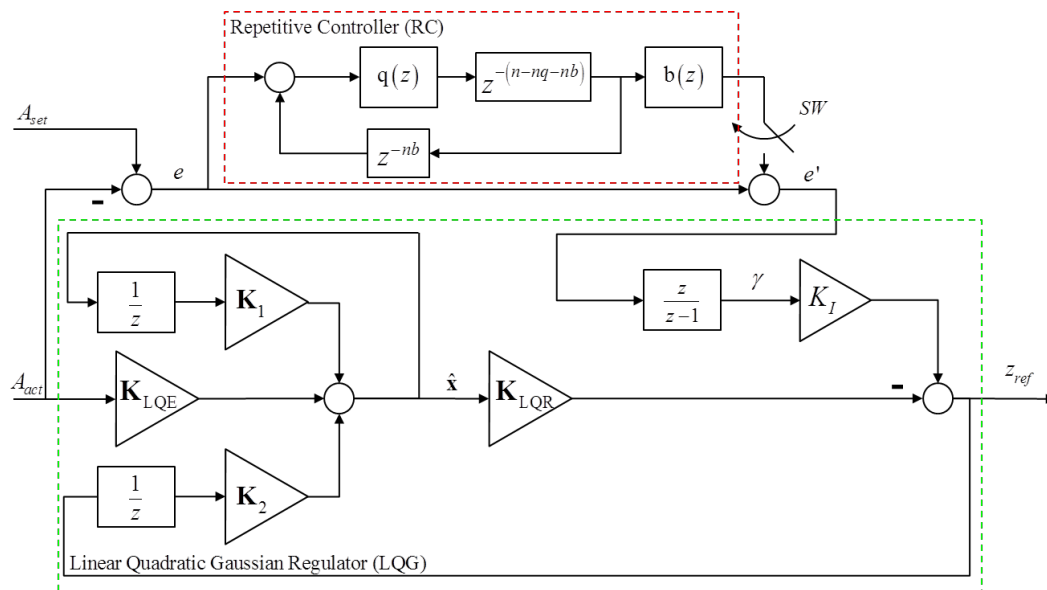 Repetitive Controller (RC)
q(z)
z^{-(n-nq-nb)}
b(z)
SW
z^{-nb}
A_{set}
e
e'
-
1/z
K_1
z/(z-1)
γ
K_I
A_{act}
K_{LQE}
x̂
K_{LQR}
-
z_{ref}
1/z
K_2
Linear Quadratic Gaussian Regulator (LQG)